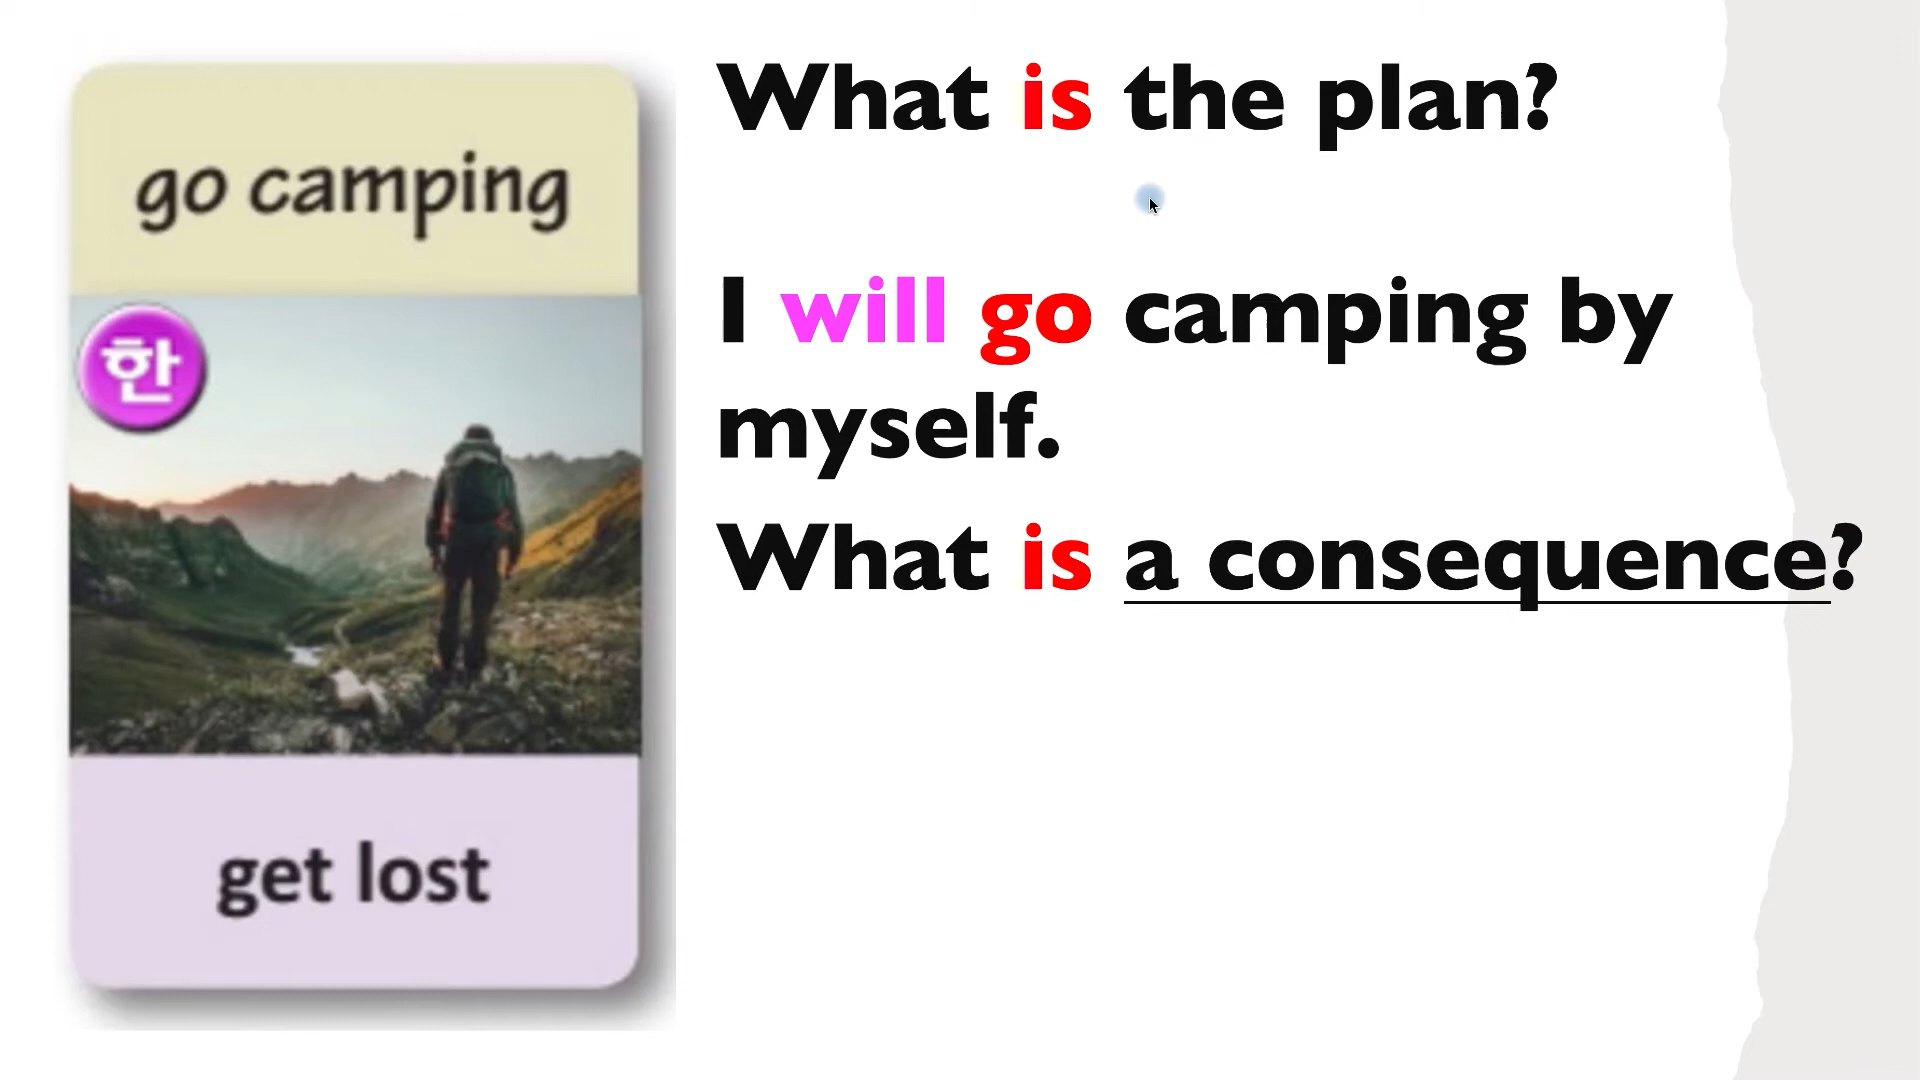 go camping
한
get lost
What is the plan?
I will go camping by
myself.
What is a consequence?